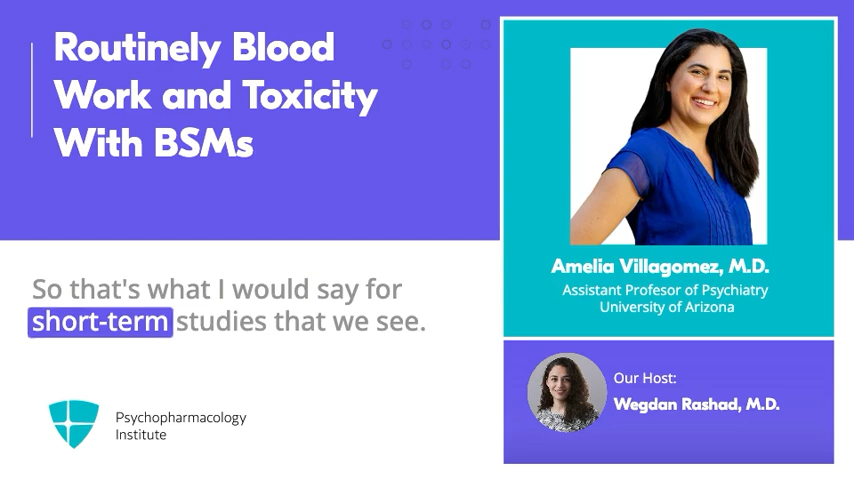 Routinely Blood
Work and Toxicity
With BSMs
So that's what I would say for
short-term studies that we see.
Psychopharmacology
Institute
Amelia Villagomez, M.D.
Assistant Profesor of Psychiatry
University of Arizona
Our Host:
Wegdan Rashad, M.D.